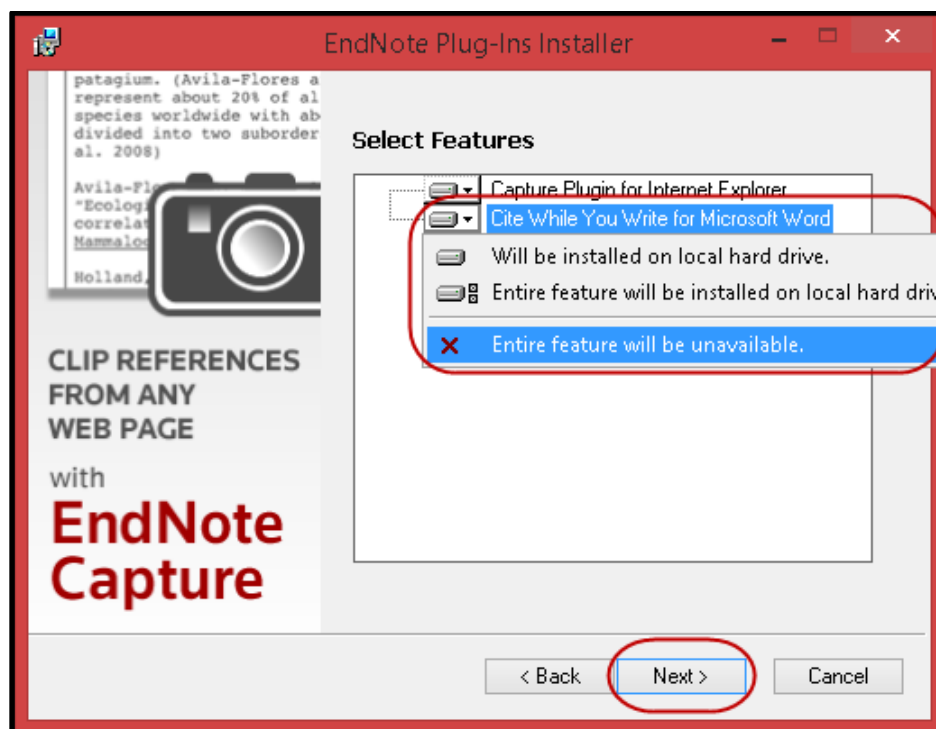 EndNote Plug-Ins Installer
patagium. (Avila-Flores a
represent about 20% of al
species worldwide with ab
divided into two suborder
al. 2008)
Avila-Flo
"Ecologi
correlat
Mammaloc
Holland,
CLIP REFERENCES
FROM ANY
WEB PAGE
with
EndNote
Capture
Select Features
Capture Plugin for Internet Explorer
Cite While You Write for Microsoft Word
Will be installed on local hard drive.
Entire feature will be installed on local hard driv
Entire feature will be unavailable.
< Back
Next >
Cancel